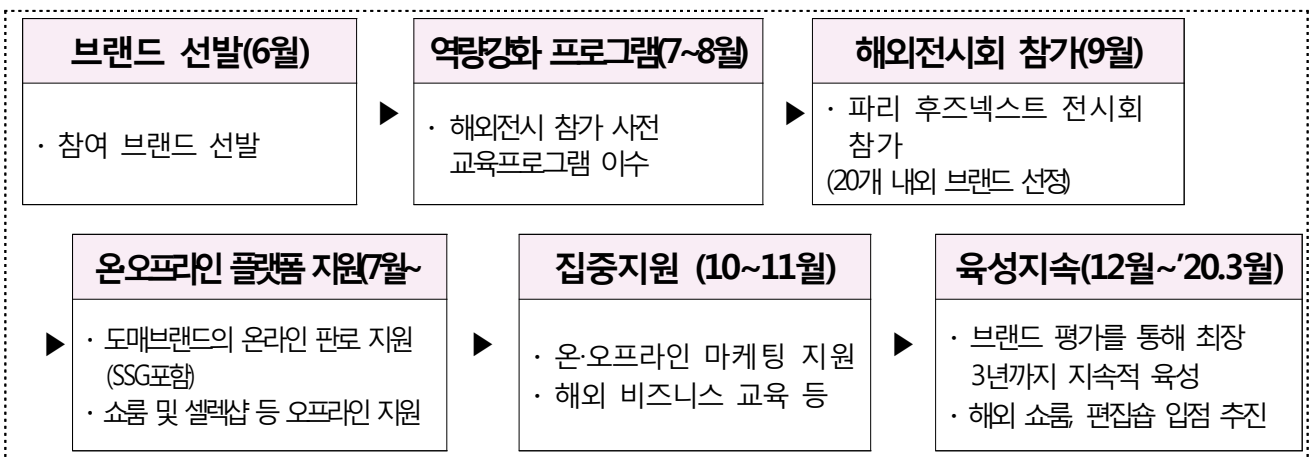 브랜드 선발(6월)
· 참여 브랜드 선발
▶
역량강화 프로그램(7~8월)
· 해외전시 참가 사전
교육프로그램 이수
▶
해외전시회 참가(9월)
· 파리 후즈넥스트 전시회
참가
(20개 내외 브랜드 선정)
▶
온·오프라인 플랫폼 지원(7월~
· 도매브랜드의 온라인 판로 지원
(SSG포함)
· 쇼룸 및 셀렉샵 등 오프라인 지원
▶
집중지원 (10~11월)
· 온·오프라인 마케팅 지원
· 해외 비즈니스 교육 등
▶
육성지속(12월~'20.3월)
· 브랜드 평가를 통해 최장
3년까지 지속적 육성
· 해외 쇼룸, 편집숍 입점 추진